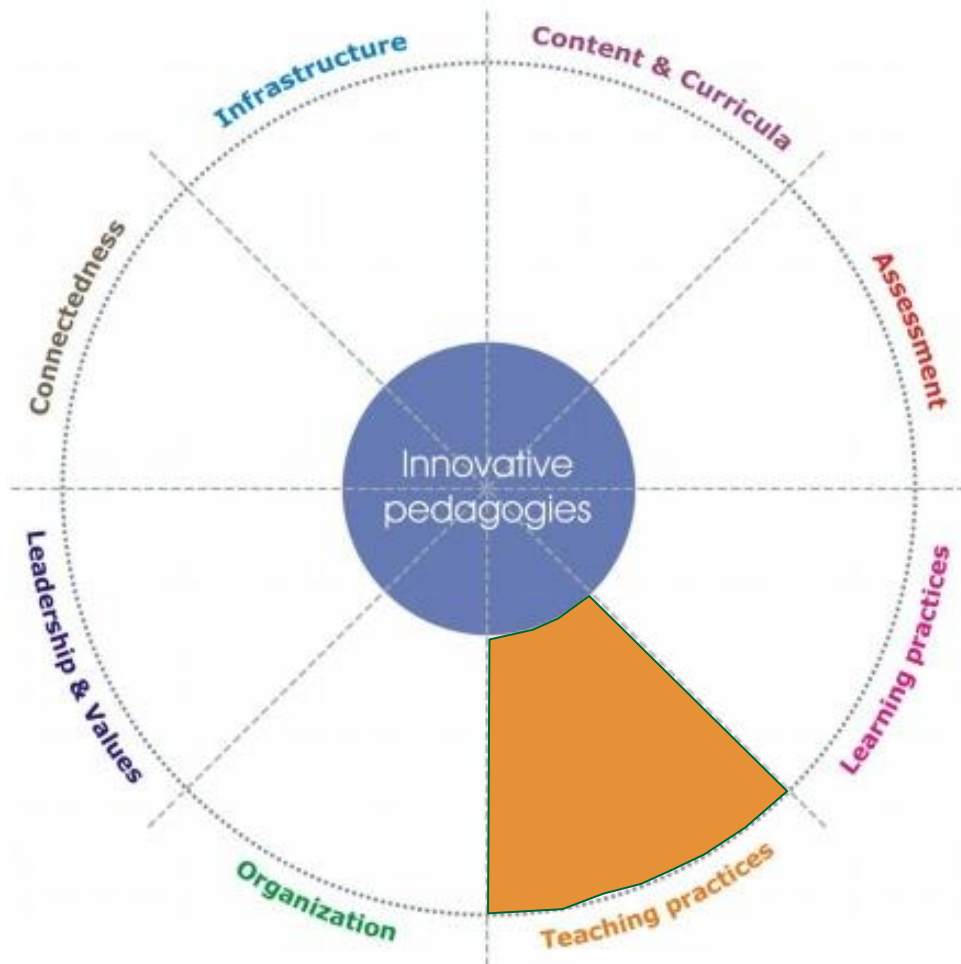 Infrastructure
Content & Curricula
Connectedness
Assessment
Innovative
pedagogies
Leadership & Values
Learning practices
Organization
Teaching practices